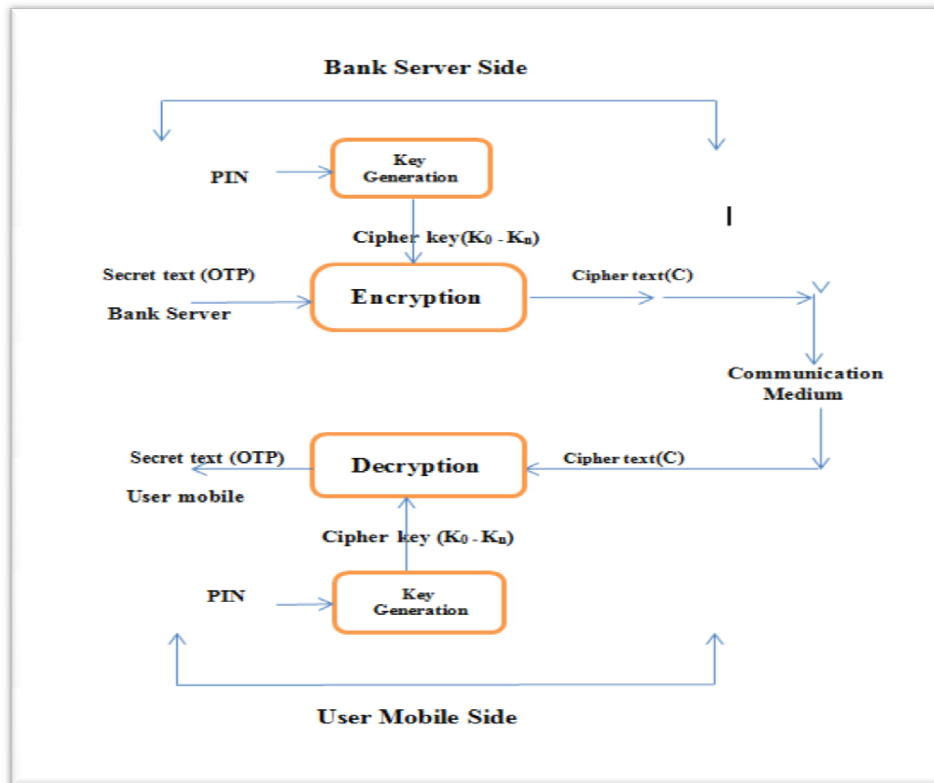 Bank Server Side
PIN
Key
Generation
Cipher key(K₀ - Kₙ)
Secret text (OTP)
Bank Server
Encryption
Cipher text(C)
Communication
Medium
Secret text (OTP)
User mobile
Decryption
Cipher text(C)
Cipher key (K₀ - Kₙ)
PIN
Key
Generation
User Mobile Side